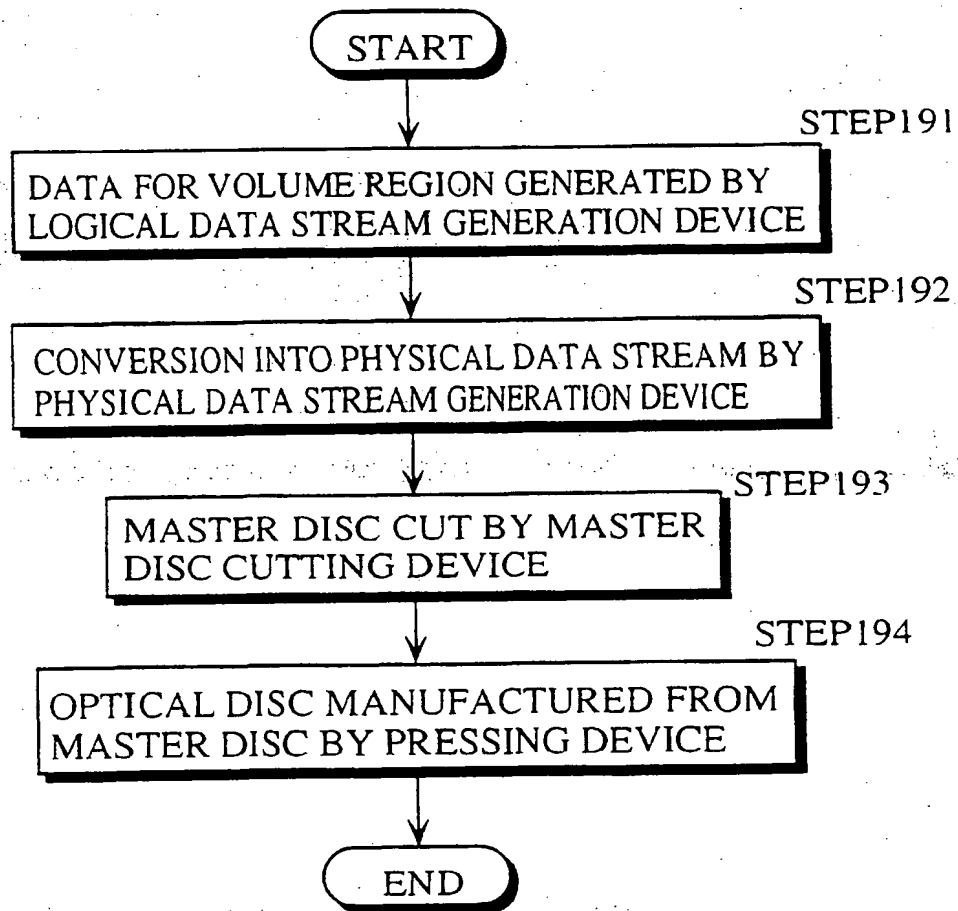 START
STEP191
DATA FOR VOLUME REGION GENERATED BY
LOGICAL DATA STREAM GENERATION DEVICE
STEP192
CONVERSION INTO PHYSICAL DATA STREAM BY
PHYSICAL DATA STREAM GENERATION DEVICE
STEP193
MASTER DISC CUT BY MASTER
DISC CUTTING DEVICE
STEP194
OPTICAL DISC MANUFACTURED FROM
MASTER DISC BY PRESSING DEVICE
END